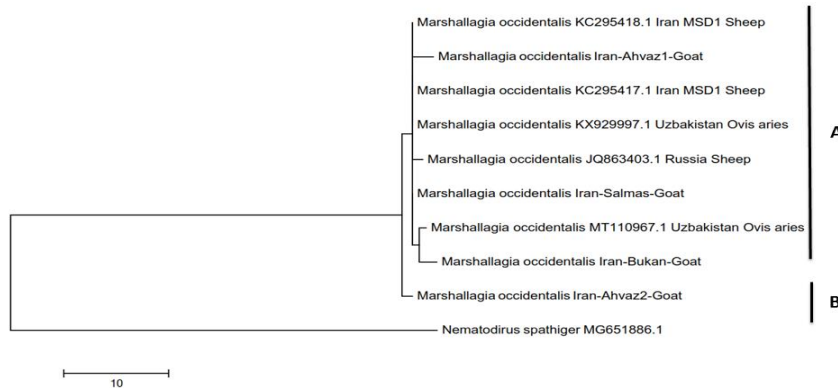 Marshallagia occidentalis KC295418.1 Iran MSD1 Sheep
Marshallagia occidentalis Iran-Ahvaz1-Goat
Marshallagia occidentalis KC295417.1 Iran MSD1 Sheep
Marshallagia occidentalis KX929997.1 Uzbakistan Ovis aries
A
Marshallagia occidentalis JQ863403.1 Russia Sheep
Marshallagia occidentalis Iran-Salmas-Goat
Marshallagia occidentalis MT110967.1 Uzbakistan Ovis aries
Marshallagia occidentalis Iran-Bukan-Goat
Marshallagia occidentalis Iran-Ahvaz2-Goat
B
Nematodirus spathiger MG651886.1
10